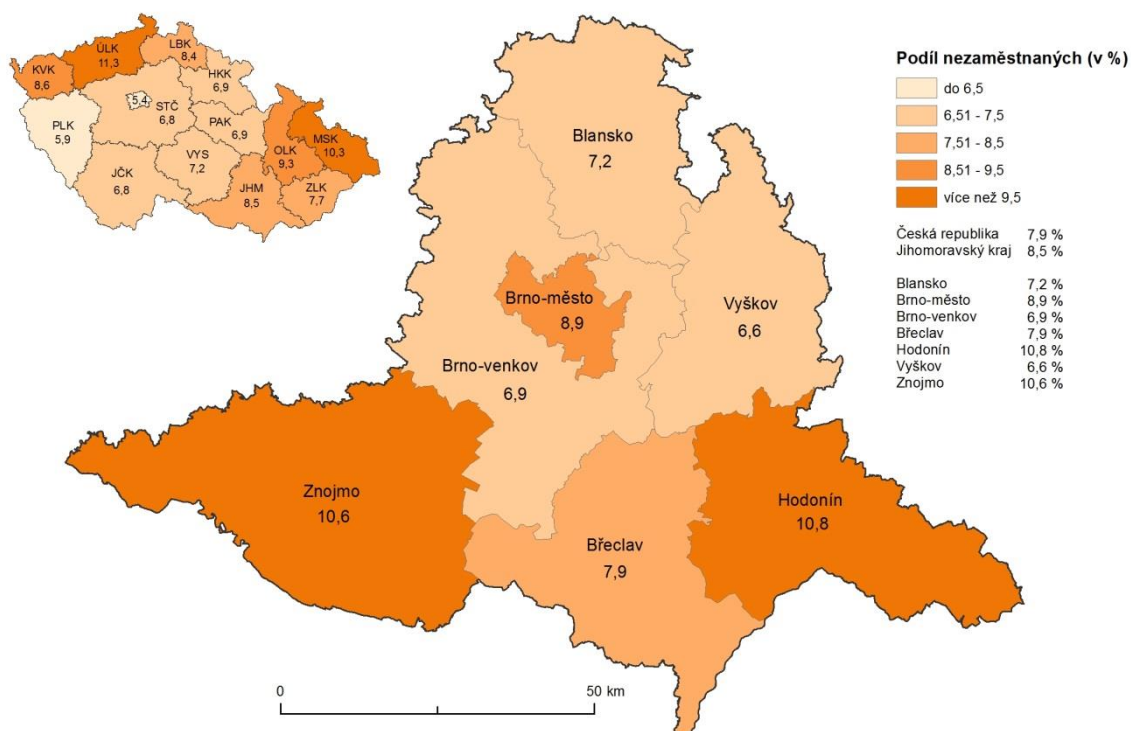 ÚLK
11,3
LBK
8,4
KVK
8,6
HKK
6,9
5,4
STČ
6,8
PLK
5,9
PAK
6,9
MSK
10,3
OLK
9,3
VYS
7,2
JČK
6,8
JHM
8,5
ZLK
7,7
Blansko
7,2
Brno-město
8,9
Vyškov
6,6
Brno-venkov
6,9
Znojmo
10,6
Hodonín
10,8
Břeclav
7,9
0 50 km
Podíl nezaměstnaných (v %)
do 6,5
6,51 - 7,5
7,51 - 8,5
8,51 - 9,5
více než 9,5
Česká republika 7,9 %
Jihomoravský kraj 8,5 %
Blansko 7,2 %
Brno-město 8,9 %
Brno-venkov 6,9 %
Břeclav 7,9 %
Hodonín 10,8 %
Vyškov 6,6 %
Znojmo 10,6 %